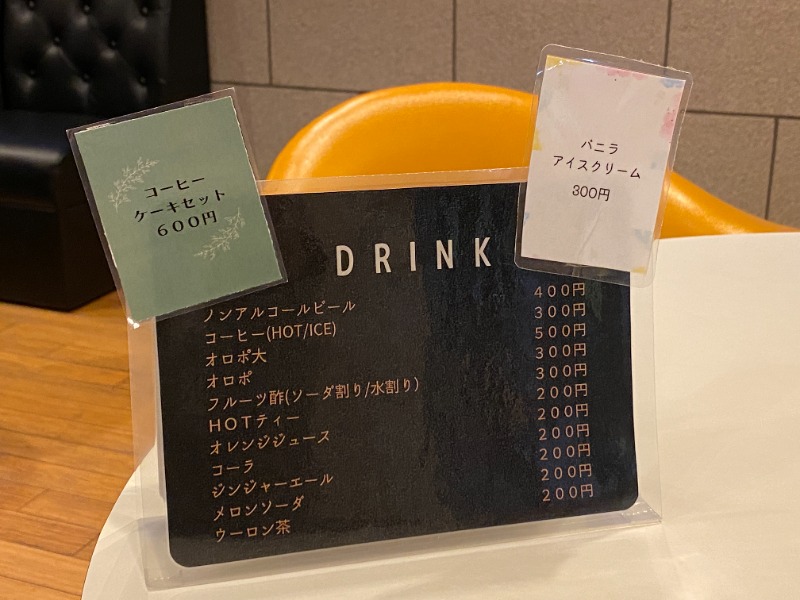 コーヒー
ケーキセット
６００円
バニラ
アイスクリーム
300円
DRINK
ノンアルコールビール 400円
コーヒー(HOT/ICE) 300円
オロポ大 500円
オロポ 300円
フルーツ酢(ソーダ割り/水割り) 300円
ＨＯＴティー 200円
オレンジジュース 200円
コーラ 200円
ジンジャーエール 200円
メロンソーダ 200円
ウーロン茶 200円